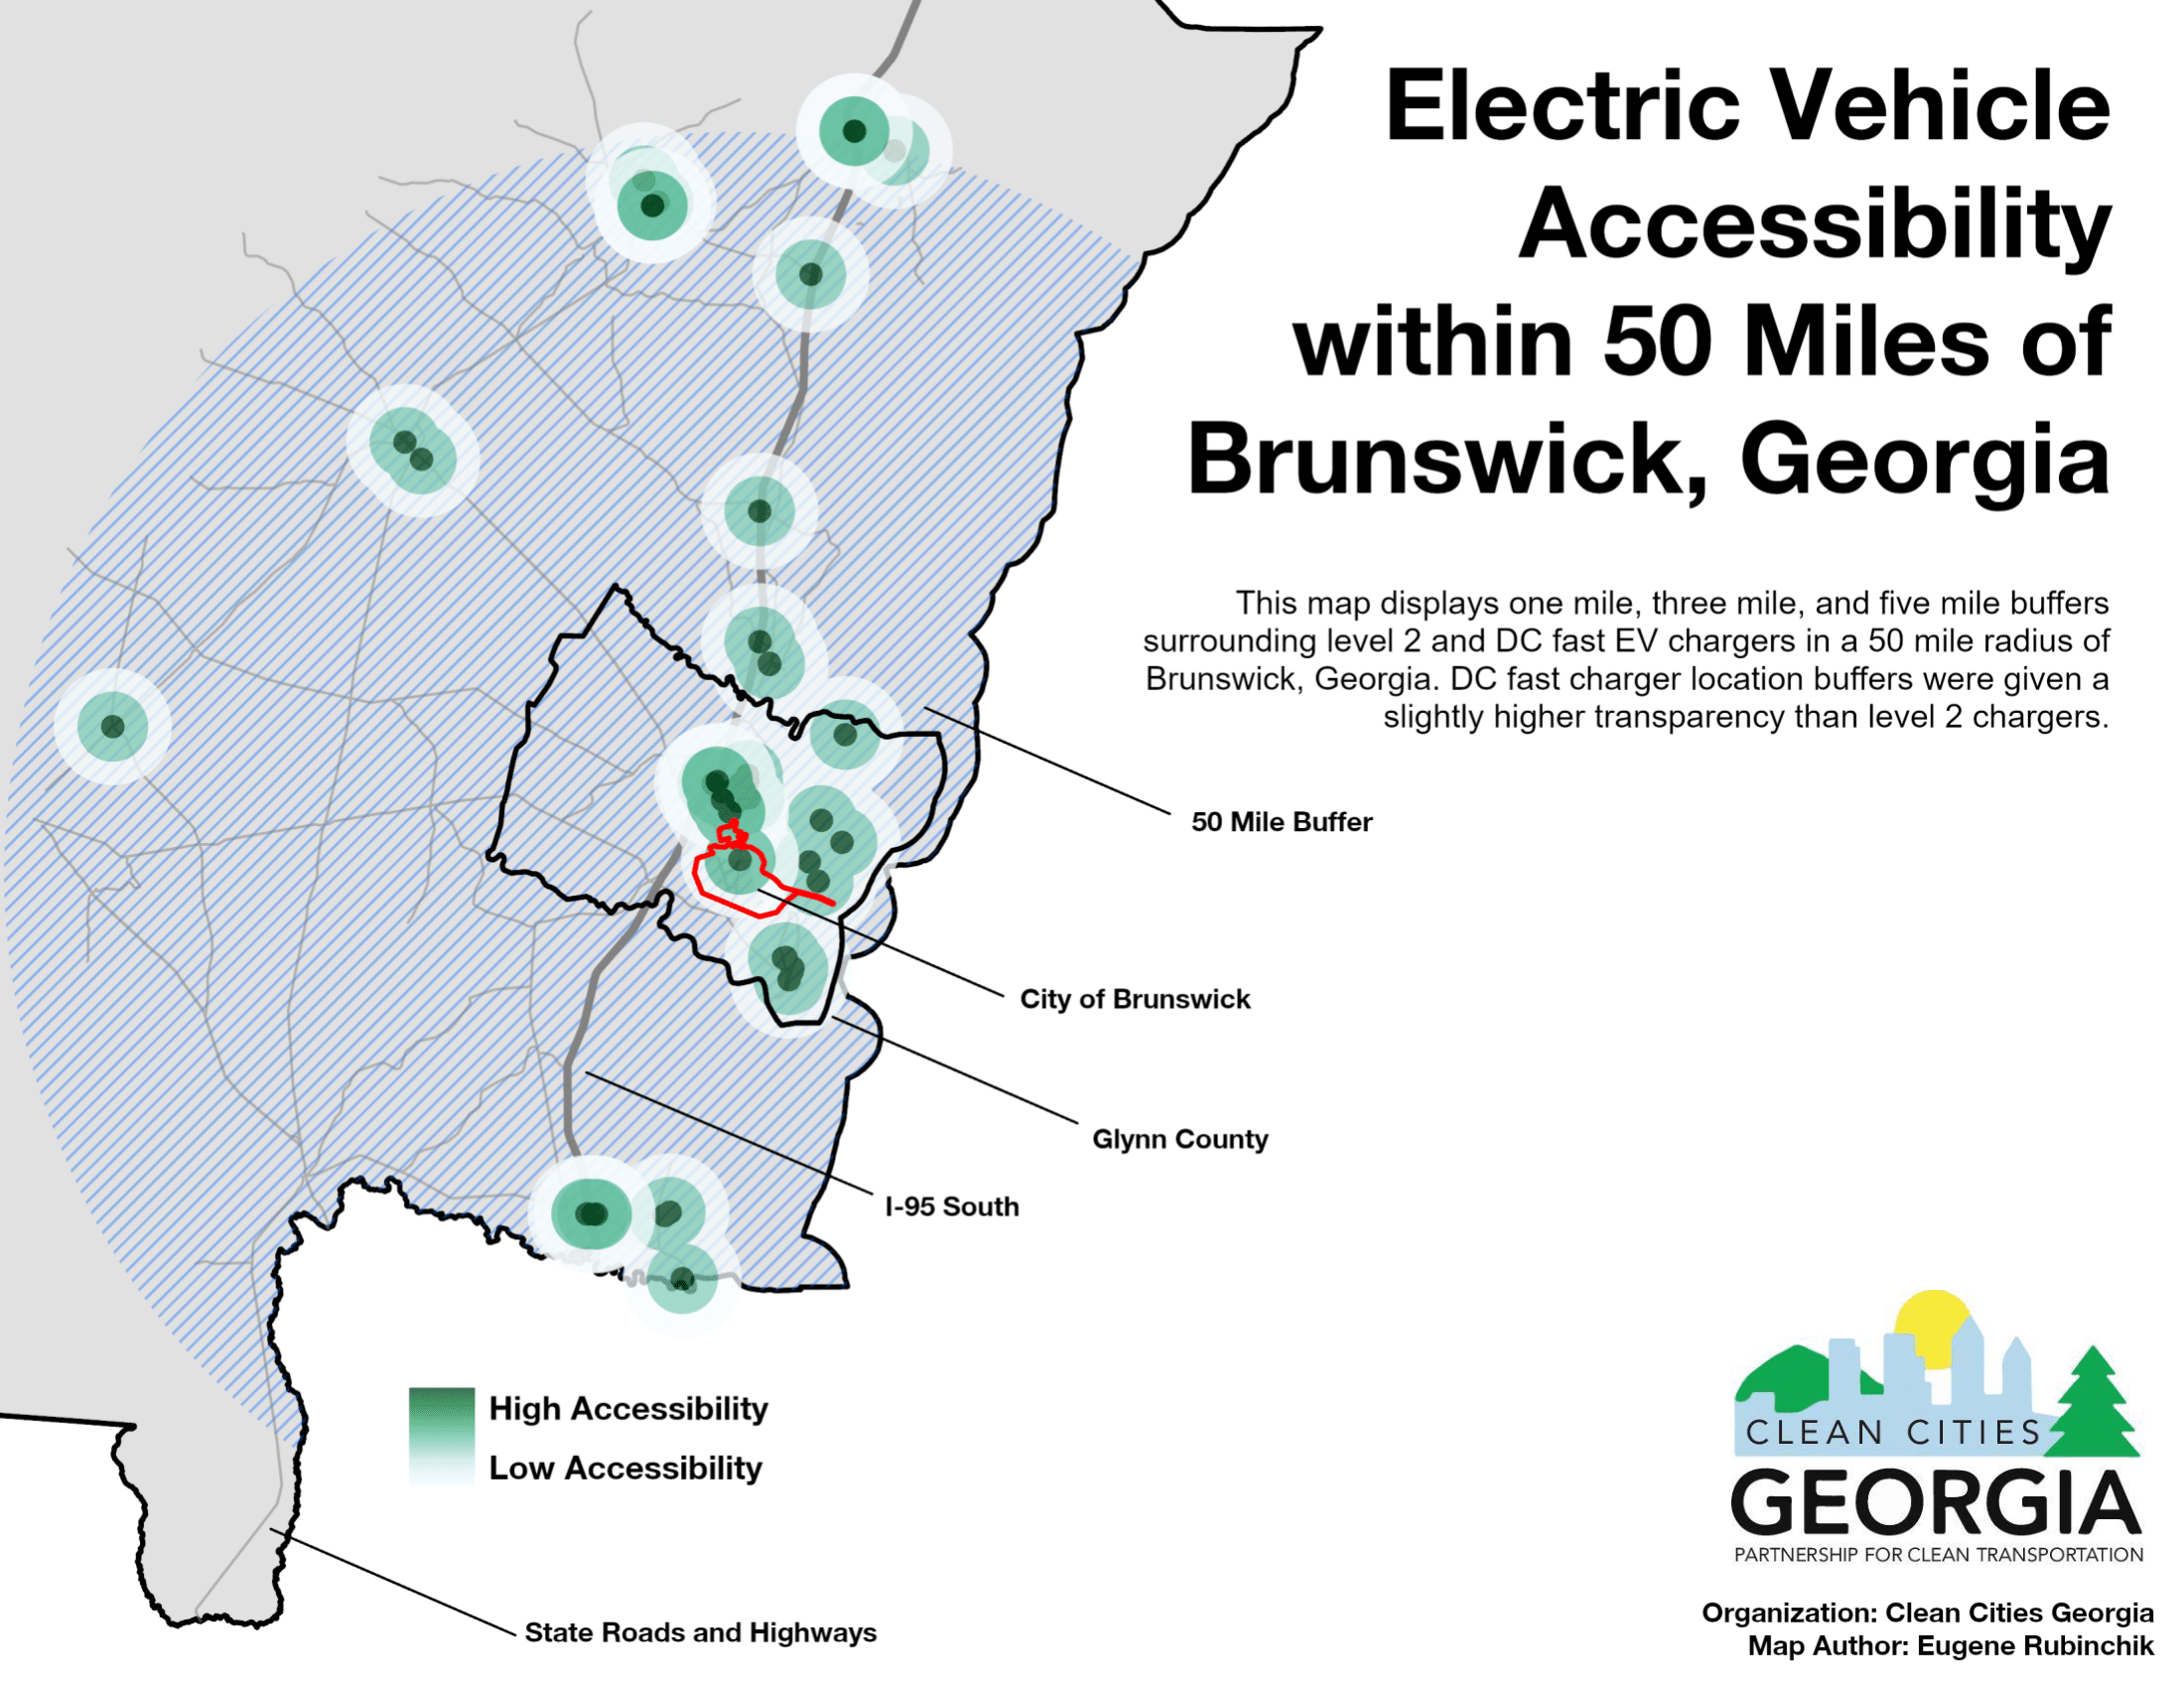 Electric Vehicle
Accessibility
within 50 Miles of
Brunswick, Georgia
This map displays one mile, three mile, and five mile buffers
surrounding level 2 and DC fast EV chargers in a 50 mile radius of
Brunswick, Georgia. DC fast charger location buffers were given a
slightly higher transparency than level 2 chargers.
50 Mile Buffer
City of Brunswick
Glynn County
I-95 South
High Accessibility
Low Accessibility
State Roads and Highways
CLEAN CITIES
GEORGIA
PARTNERSHIP FOR CLEAN TRANSPORTATION
Organization: Clean Cities Georgia
Map Author: Eugene Rubinchik